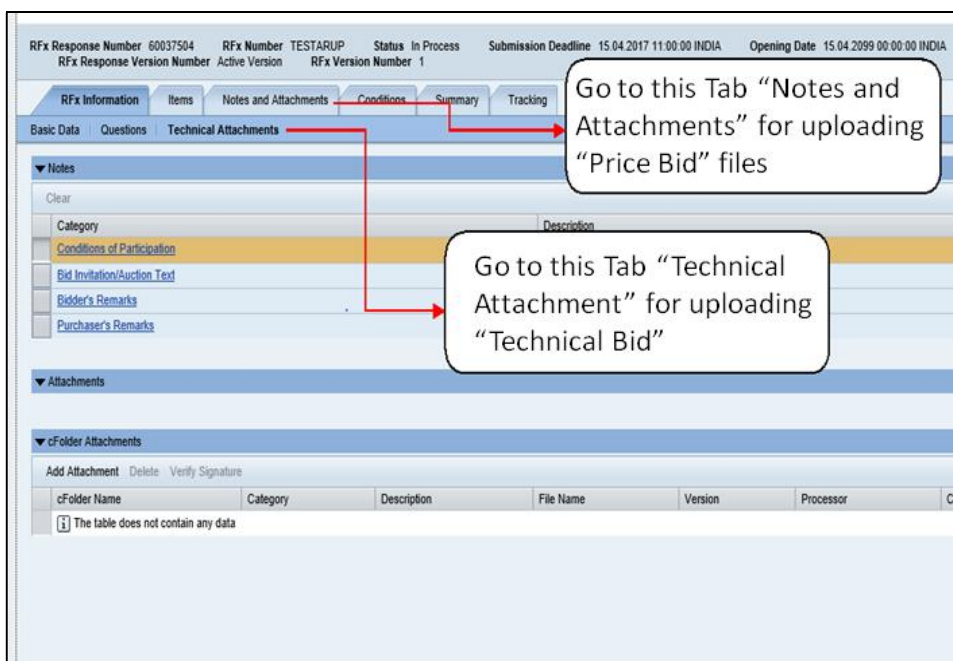 RFx Response Number 60037504 RFx Number TESTARUP Status In Process Submission Deadline 15.04.2017 11:00:00 INDIA Opening Date 15.04.2099 00:00:00 INDIA
RFx Response Version Number Active Version RFx Version Number 1
RFx Information Items Notes and Attachments Conditions Summary Tracking
Go to this Tab “Notes and
Attachments” for uploading
“Price Bid” files
Basic Data Questions Technical Attachments
Notes
Clear
Category Description
Conditions of Participation
Bid Invitation/Auction Text
Bidder's Remarks
Purchaser's Remarks
Go to this Tab “Technical
Attachment” for uploading
“Technical Bid”
Attachments
cFolder Attachments
Add Attachment Delete Verify Signature
cFolder Name Category Description File Name Version Processor C
The table does not contain any data